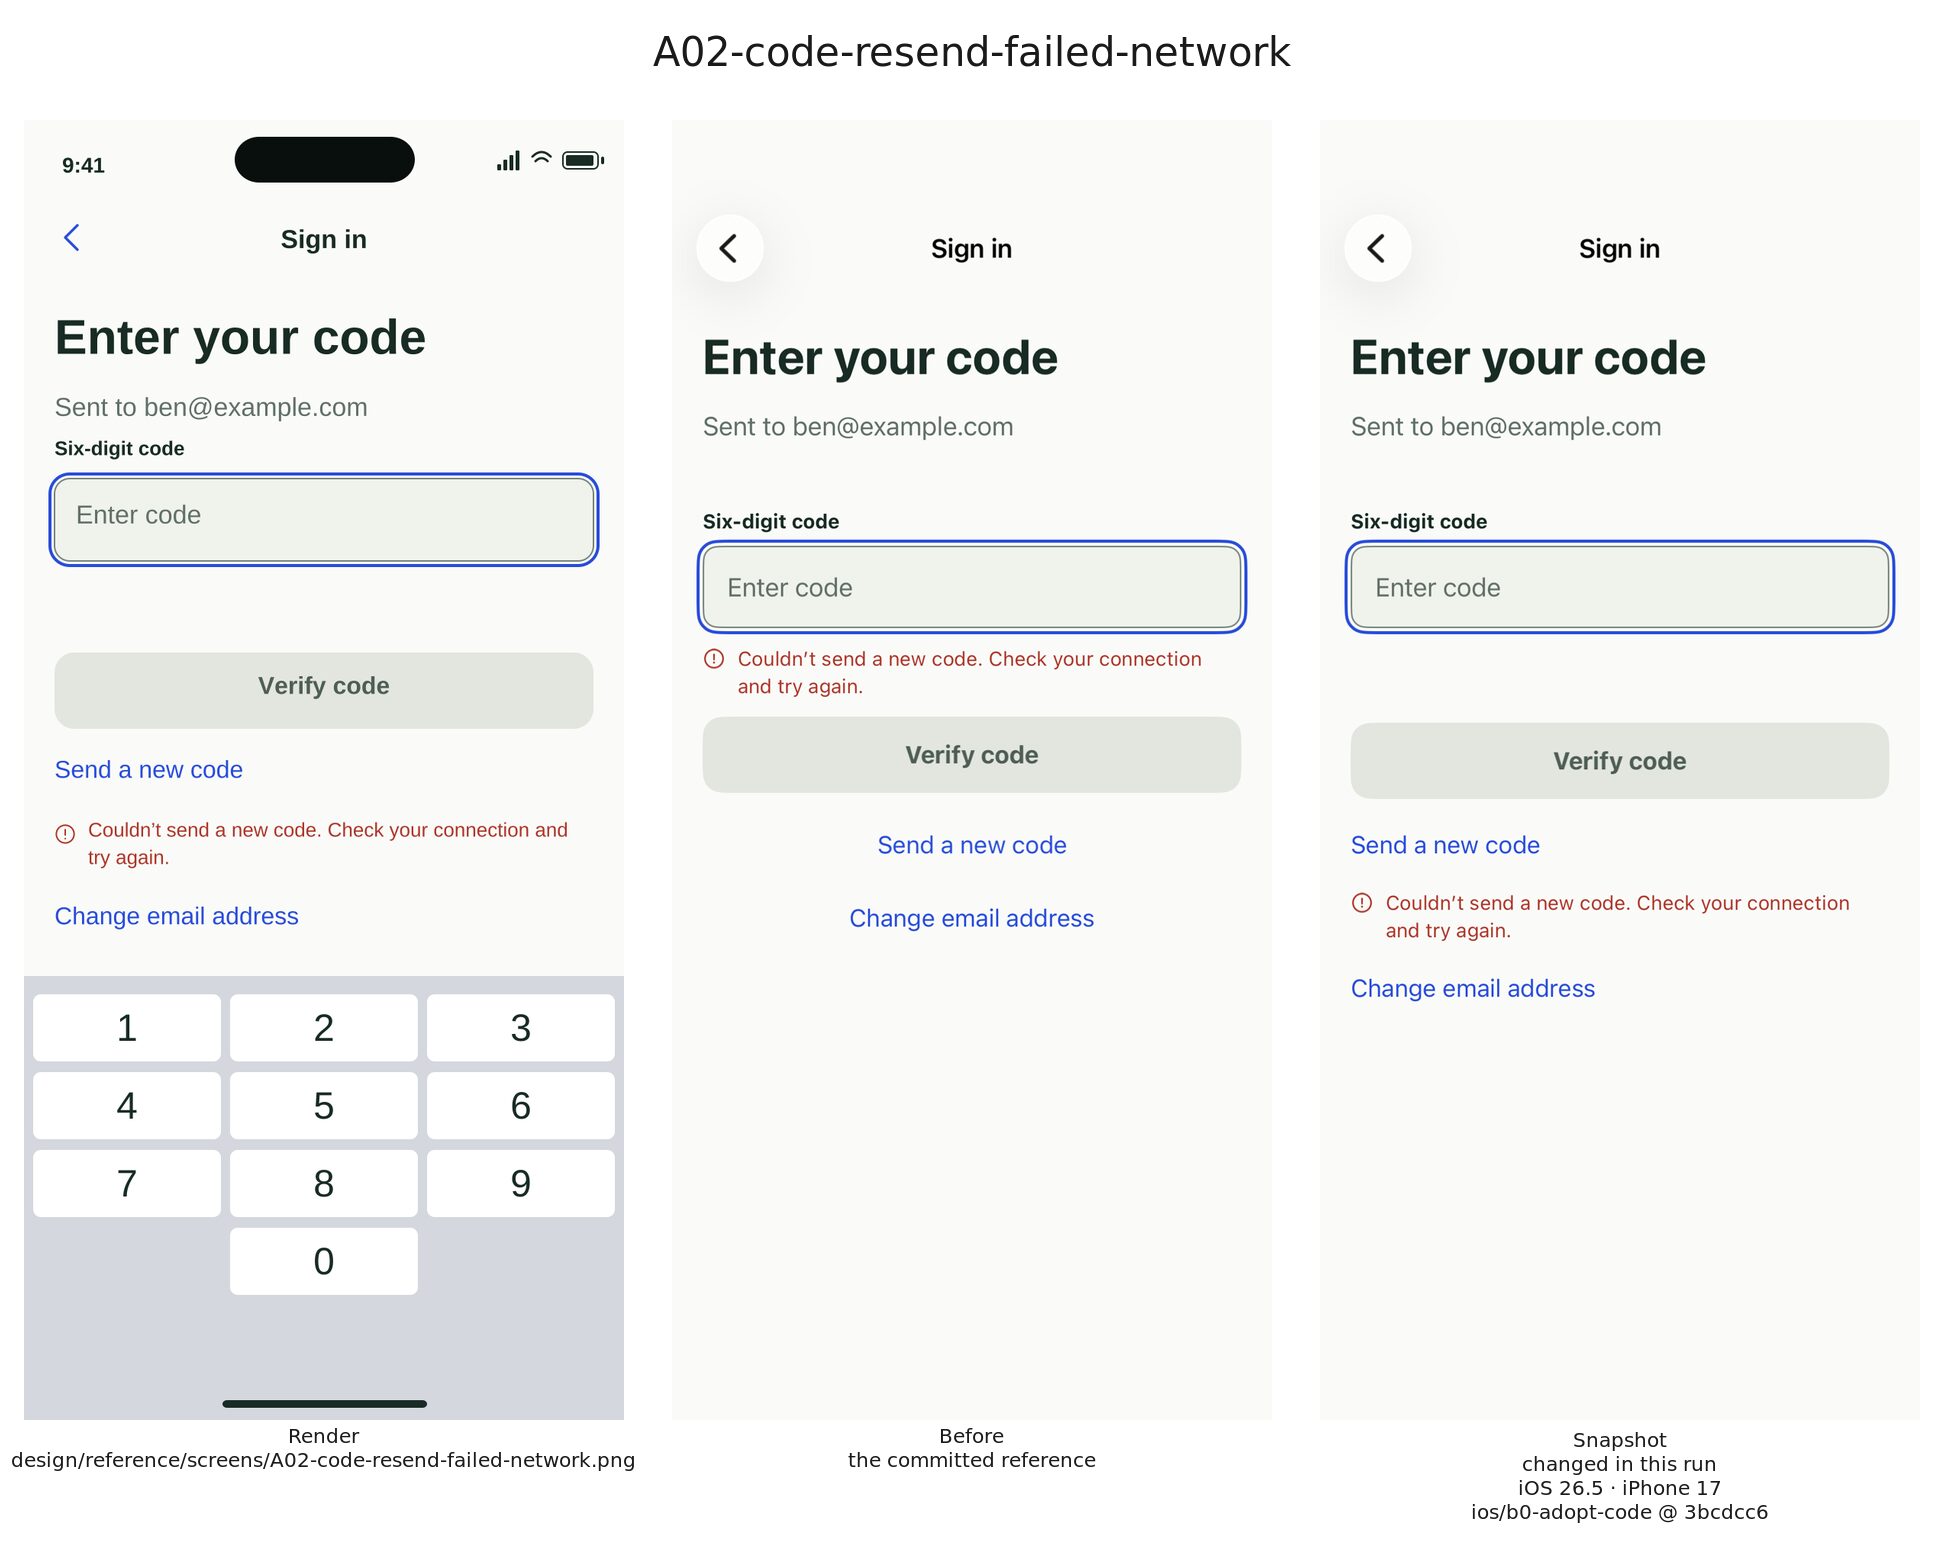 A02-code-resend-failed-network
9:41
Sign in
Enter your code
Sent to ben@example.com
Six-digit code
Enter code
Verify code
Send a new code
Couldn’t send a new code. Check your connection and
try again.
Change email address
1 2 3
4 5 6
7 8 9
0
Render
design/reference/screens/A02-code-resend-failed-network.png
Sign in
Enter your code
Sent to ben@example.com
Six-digit code
Enter code
Couldn’t send a new code. Check your connection
and try again.
Verify code
Send a new code
Change email address
Before
the committed reference
Sign in
Enter your code
Sent to ben@example.com
Six-digit code
Enter code
Verify code
Send a new code
Couldn’t send a new code. Check your connection
and try again.
Change email address
Snapshot
changed in this run
iOS 26.5 · iPhone 17
ios/b0-adopt-code @ 3bcdcc6